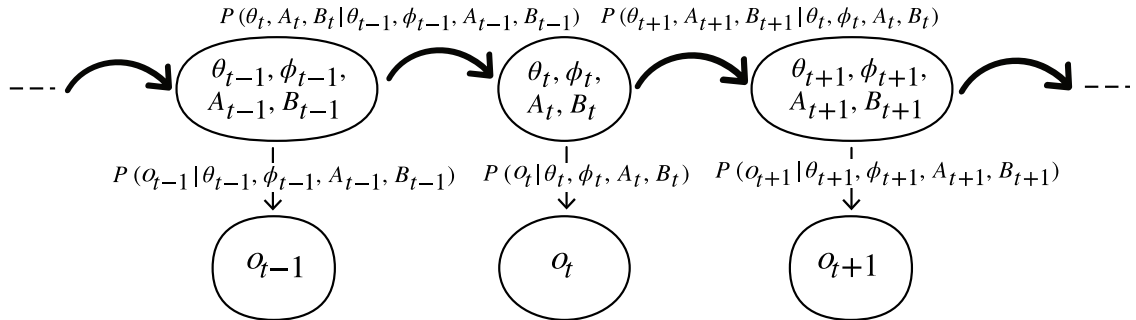 P(θ_t, A_t, B_t|θ_{t−1}, ϕ_{t−1}, A_{t−1}, B_{t−1}) P(θ_{t+1}, A_{t+1}, B_{t+1}|θ_t, ϕ_t, A_t, B_t)
θ_{t−1}, ϕ_{t−1}, θ_t, ϕ_t, θ_{t+1}, ϕ_{t+1},
A_{t−1}, B_{t−1} A_t, B_t A_{t+1}, B_{t+1}
P(o_{t−1}|θ_{t−1}, ϕ_{t−1}, A_{t−1}, B_{t−1}) P(o_t|θ_t, ϕ_t, A_t, B_t) P(o_{t+1}|θ_{t+1}, ϕ_{t+1}, A_{t+1}, B_{t+1})
o_{t−1} o_t o_{t+1}